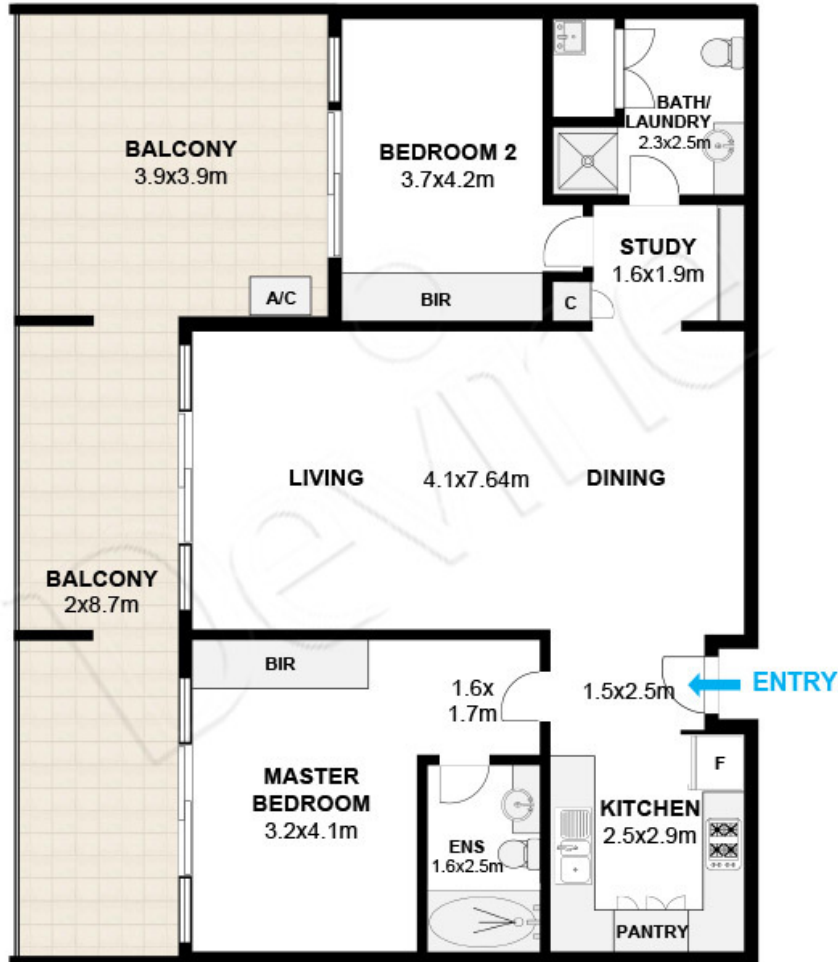 BALCONY
3.9x3.9m
BEDROOM 2
3.7x4.2m
BATH/
LAUNDRY
2.3x2.5m
STUDY
1.6x1.9m
A/C
BIR
C
LIVING
4.1x7.64m
DINING
BALCONY
2x8.7m
BIR
1.6x
1.7m
1.5x2.5m
ENTRY
MASTER
BEDROOM
3.2x4.1m
F
KITCHEN
2.5x2.9m
ENS
1.6x2.5m
PANTRY
Devine